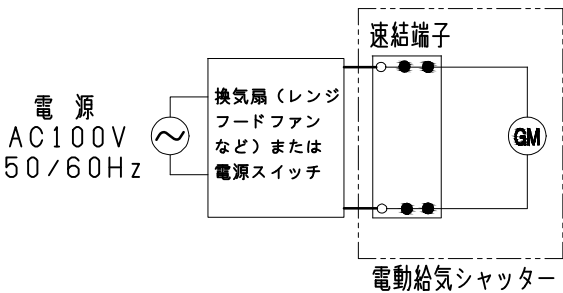 速結端子
電源
AC100V
50/60Hz
換気扇（レンジ
フードファン
など）または
電源スイッチ
GM
電動給気シャッター